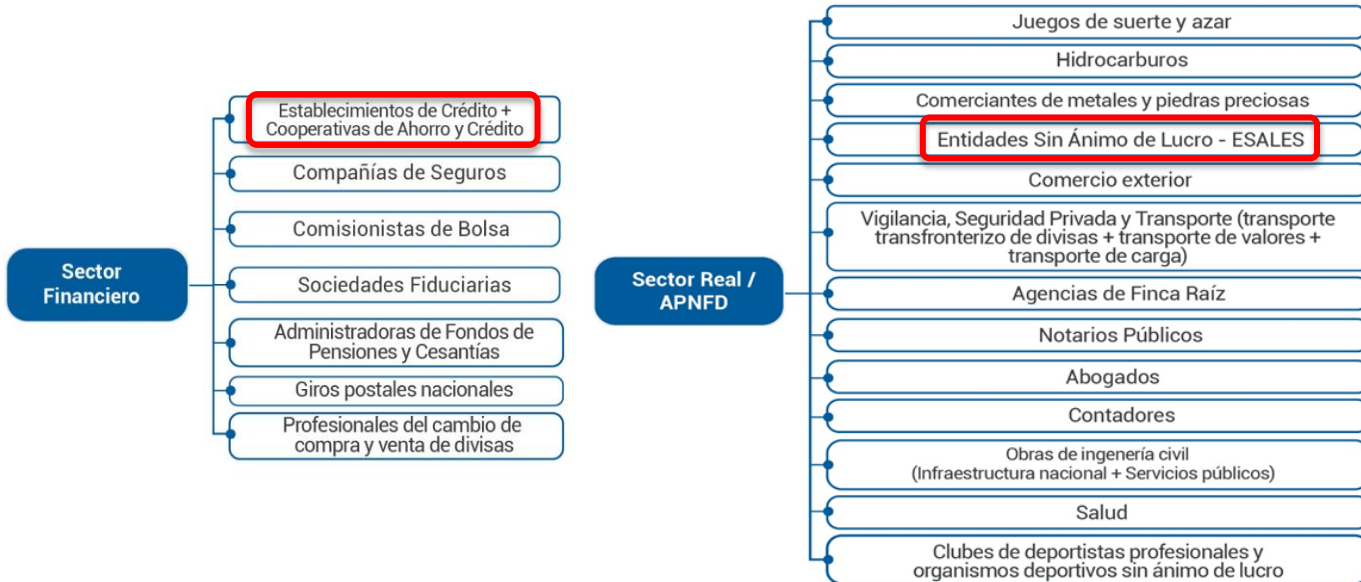 Sector
Financiero
Establecimientos de Crédito +
Cooperativas de Ahorro y Crédito
Compañías de Seguros
Comisionistas de Bolsa
Sociedades Fiduciarias
Administradoras de Fondos de
Pensiones y Cesantías
Giros postales nacionales
Profesionales del cambio de
compra y venta de divisas
Sector Real /
APNFD
Juegos de suerte y azar
Hidrocarburos
Comerciantes de metales y piedras preciosas
Entidades Sin Ánimo de Lucro - ESALES
Comercio exterior
Vigilancia, Seguridad Privada y Transporte (transporte
transfronterizo de divisas + transporte de valores +
transporte de carga)
Agencias de Finca Raíz
Notarios Públicos
Abogados
Contadores
Obras de ingenería civil
(Infraestructura nacional + Servicios públicos)
Salud
Clubes de deportistas profesionales y
organismos deportivos sin ánimo de lucro